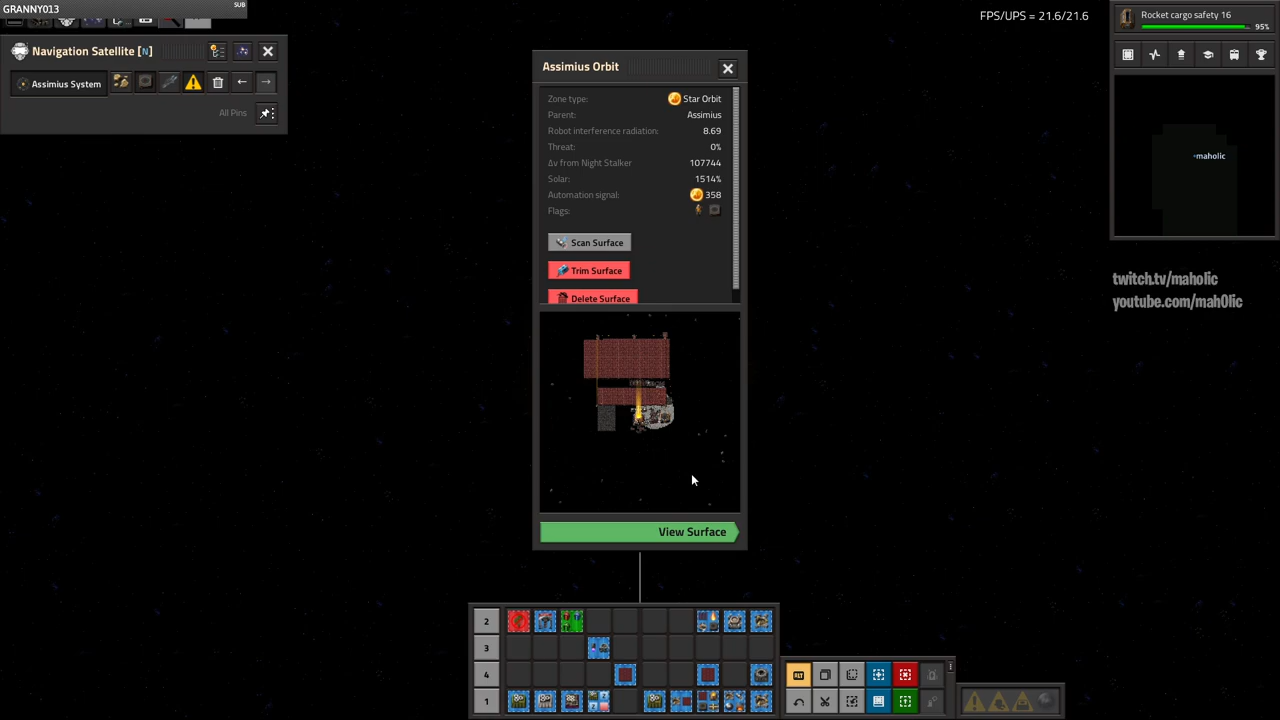 GRANNY013
SUB
FPS/UPS = 21.6/21.6
Rocket cargo safety 16
95%
Navigation Satellite [N]
Assimius System
All Pins
Assimius Orbit
Zone type: Star Orbit
Parent: Assimius
Robot interference radiation: 8.69
Threat: 0%
Δv from Night Stalker 107744
Solar: 1514%
Automation signal: 358
Flags:
Scan Surface
Trim Surface
Delete Surface
View Surface
maholic
twitch.tv/maholic
youtube.com/mah0lic
2
3
4
1
ALT